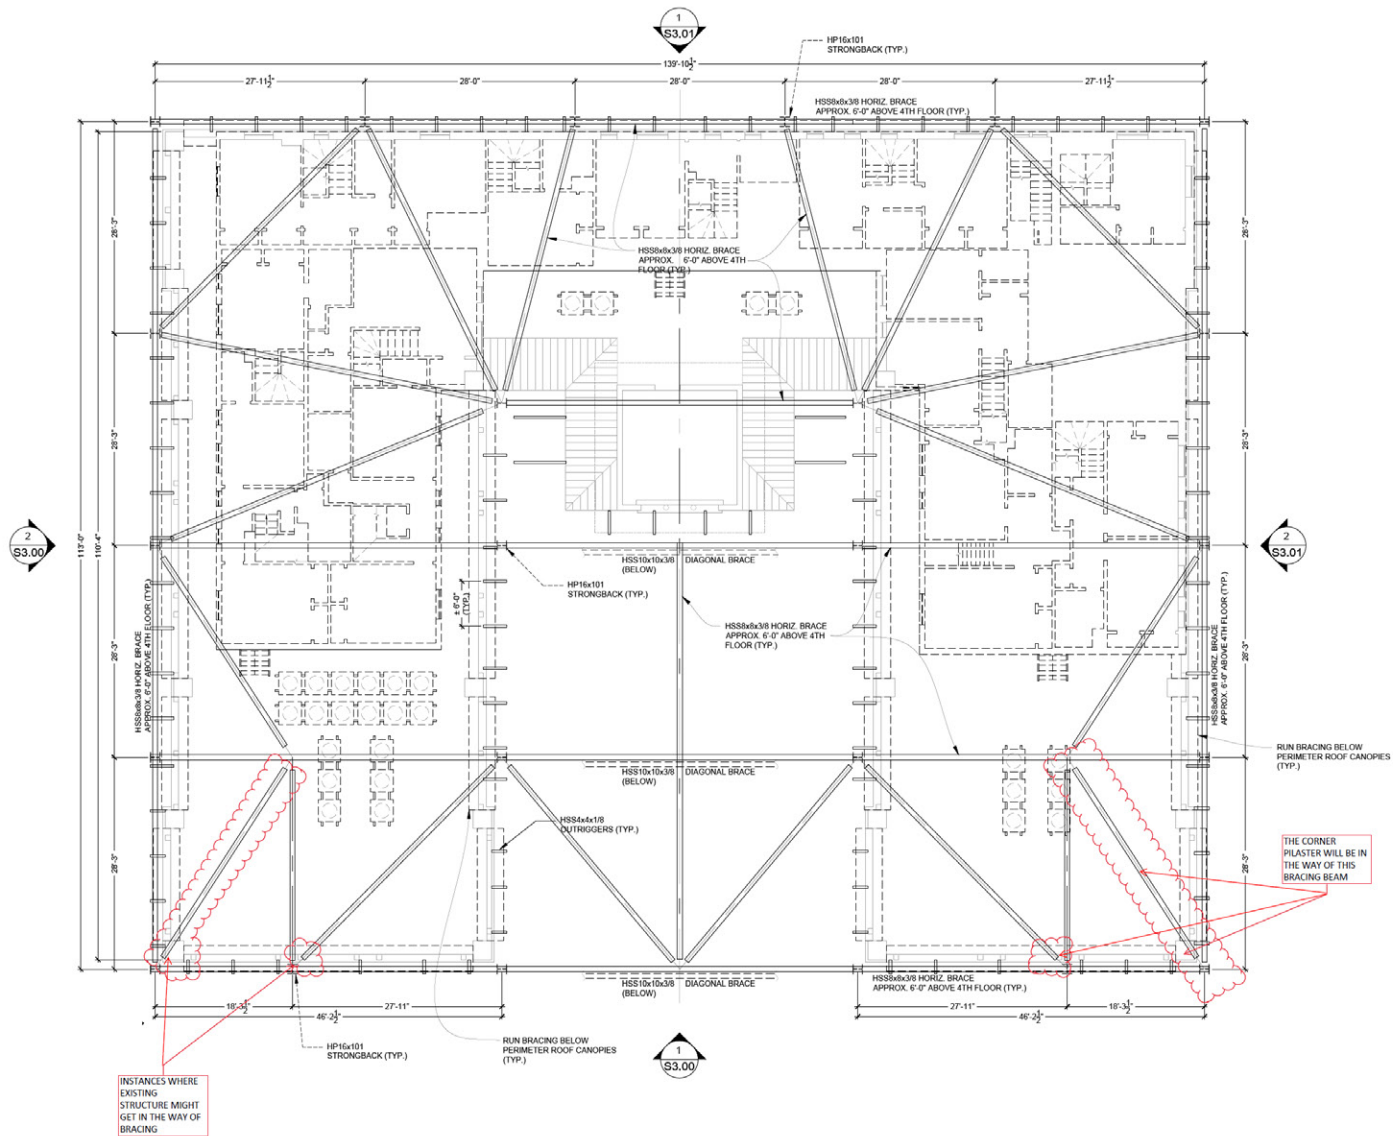 1
S3.01
HP16x101
STRONGBACK (TYP.)
139'-10½"
27'-11½"
28'-0"
28'-0"
28'-0"
27'-11½"
HSS8x8x3/8 HORIZ. BRACE
APPROX. 6'-0" ABOVE 4TH FLOOR (TYP.)
HSS8x8x3/8 HORIZ. BRACE
APPROX. 6'-0" ABOVE 4TH
FLOOR (TYP.)
28'-3"
28'-3"
28'-3"
28'-3"
113'-0"
110'-4"
28'-3"
28'-3"
28'-3"
28'-3"
2
S3.00
2
S3.01
HSS10x10x3/8 DIAGONAL BRACE
(BELOW)
HP16x101
STRONGBACK (TYP.)
± 6'-0"
(TYP.)
HSS8x8x3/8 HORIZ. BRACE
APPROX. 6'-0" ABOVE 4TH
FLOOR (TYP.)
HSS8x8x3/8 HORIZ. BRACE
APPROX. 6'-0" ABOVE 4TH FLOOR (TYP.)
HSS8x8x3/8 HORIZ. BRACE
APPROX. 6'-0" ABOVE 4TH FLOOR (TYP.)
RUN BRACING BELOW
PERIMETER ROOF CANOPIES
(TYP.)
HSS10x10x3/8 DIAGONAL BRACE
(BELOW)
HSS4x4x1/8
OUTRIGGERS (TYP.)
THE CORNER
PILASTER WILL BE IN
THE WAY OF THIS
BRACING BEAM
HSS10x10x3/8 DIAGONAL BRACE
(BELOW)
HSS8x8x3/8 HORIZ. BRACE
APPROX. 6'-0" ABOVE 4TH FLOOR (TYP.)
18'-3½"
27'-11"
46'-2½"
27'-11"
18'-3½"
46'-2½"
HP16x101
STRONGBACK (TYP.)
RUN BRACING BELOW
PERIMETER ROOF CANOPIES
(TYP.)
1
S3.00
INSTANCES WHERE
EXISTING
STRUCTURE MIGHT
GET IN THE WAY OF
BRACING